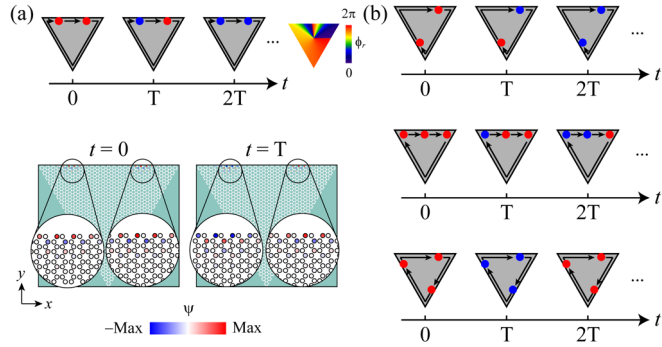 (a)
... 2π
ϕr
0
0 T 2T t
t = 0 t = T
y
x
ψ
–Max Max
(b)
...
0 T 2T t
...
0 T 2T t
...
0 T 2T t